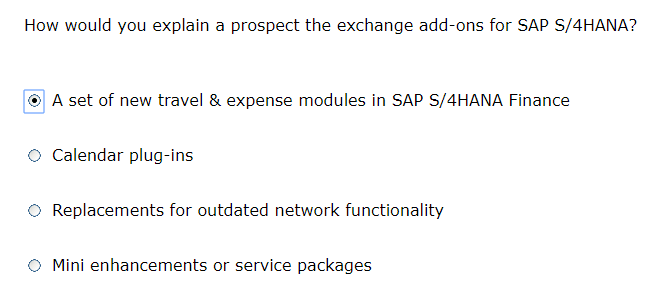 How would you explain a prospect the exchange add-ons for SAP S/4HANA?
A set of new travel & expense modules in SAP S/4HANA Finance
Calendar plug-ins
Replacements for outdated network functionality
Mini enhancements or service packages